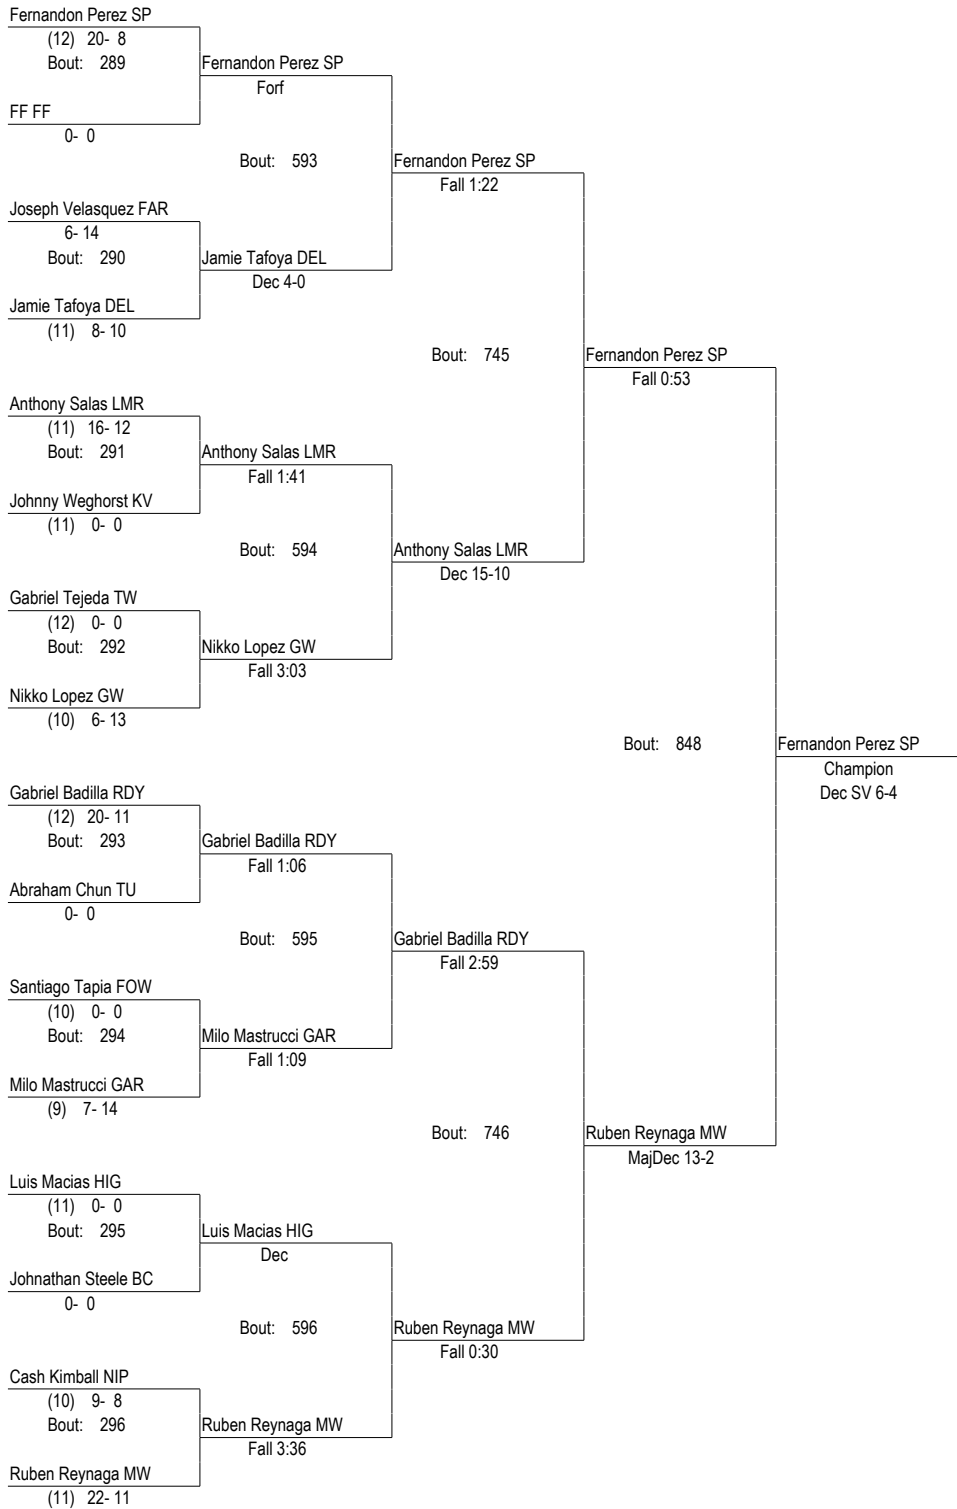 Fernandon Perez SP
(12) 20- 8
Bout: 289
Fernandon Perez SP
Forf
FF FF
0- 0
Bout: 593
Fernandon Perez SP
Fall 1:22
Joseph Velasquez FAR
6- 14
Bout: 290
Jamie Tafoya DEL
Dec 4-0
Jamie Tafoya DEL
(11) 8- 10
Bout: 745
Fernandon Perez SP
Fall 0:53
Anthony Salas LMR
(11) 16- 12
Bout: 291
Anthony Salas LMR
Fall 1:41
Johnny Weghorst KV
(11) 0- 0
Bout: 594
Anthony Salas LMR
Dec 15-10
Gabriel Tejeda TW
(12) 0- 0
Bout: 292
Nikko Lopez GW
Fall 3:03
Nikko Lopez GW
(10) 6- 13
Bout: 848
Fernandon Perez SP
Champion
Dec SV 6-4
Gabriel Badilla RDY
(12) 20- 11
Bout: 293
Gabriel Badilla RDY
Fall 1:06
Abraham Chun TU
0- 0
Bout: 595
Gabriel Badilla RDY
Fall 2:59
Santiago Tapia FOW
(10) 0- 0
Bout: 294
Milo Mastrucci GAR
Fall 1:09
Milo Mastrucci GAR
(9) 7- 14
Bout: 746
Ruben Reynaga MW
MajDec 13-2
Luis Macias HIG
(11) 0- 0
Bout: 295
Luis Macias HIG
Dec
Johnathan Steele BC
0- 0
Bout: 596
Ruben Reynaga MW
Fall 0:30
Cash Kimball NIP
(10) 9- 8
Bout: 296
Ruben Reynaga MW
Fall 3:36
Ruben Reynaga MW
(11) 22- 11